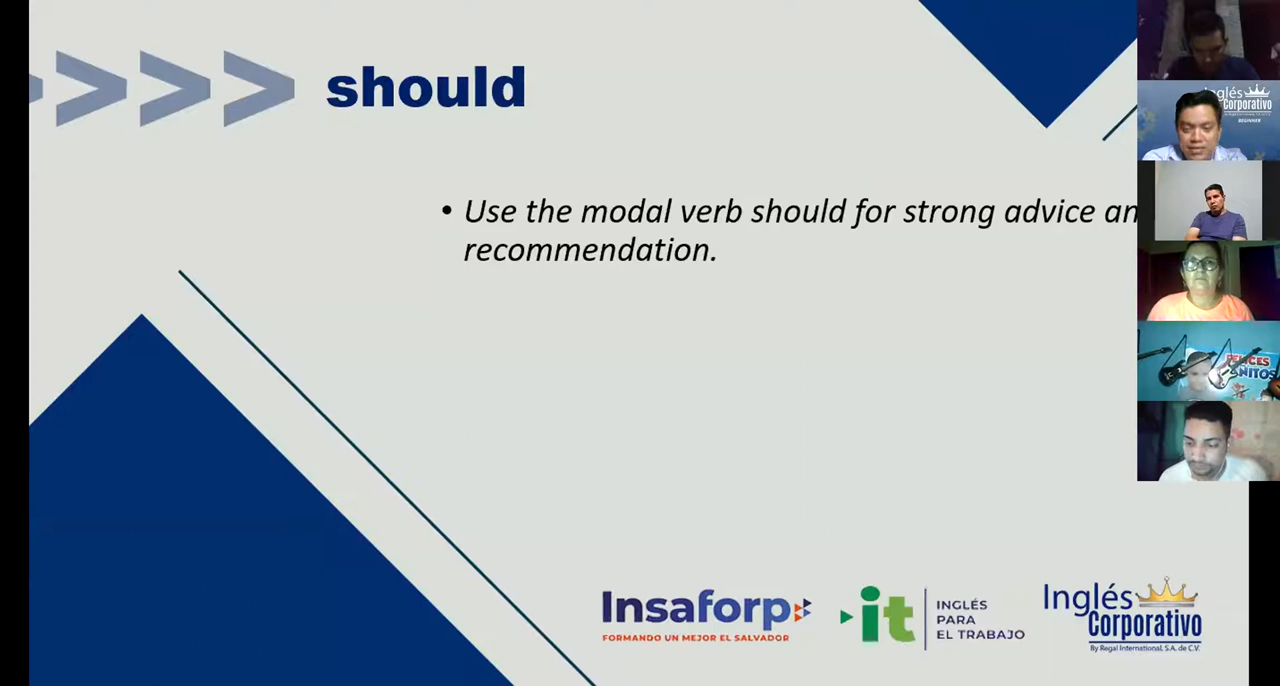 should
• Use the modal verb should for strong advice an
recommendation.
Insaforp
FORMANDO UN MEJOR EL SALVADOR
it
INGLÉS
PARA
EL TRABAJO
Inglés
Corporativo
By Regal International, S.A. de C.V.
Inglés
Corporativo
BEGINNER